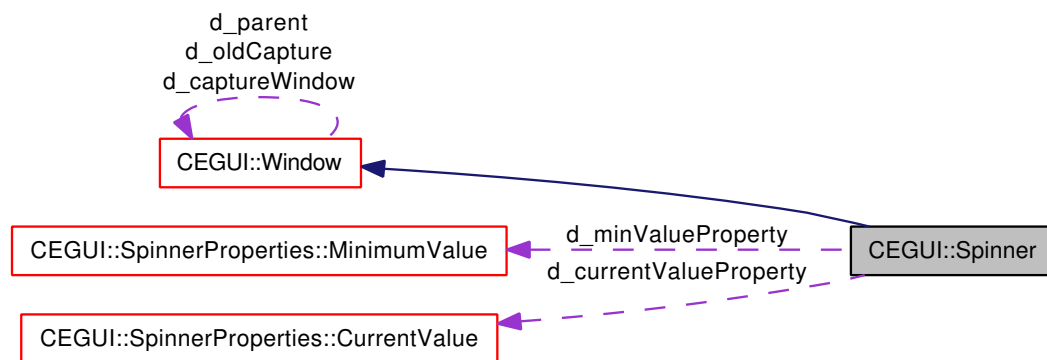 d_parent
d_oldCapture
d_captureWindow
CEGUI::Window
d_minValueProperty
CEGUI::SpinnerProperties::MinimumValue
CEGUI::Spinner
d_currentValueProperty
CEGUI::SpinnerProperties::CurrentValue